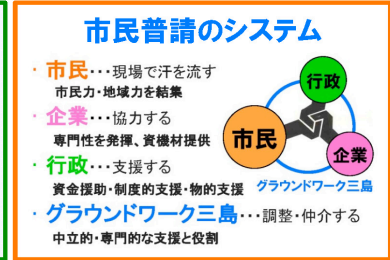 市民普請のシステム
・市民・・・現場で汗を流す
市民力・地域力を結集
・企業・・・協力する
専門性を発揮、資機材提供
・行政・・・支援する
資金援助・制度的支援・物的支援
・グラウンドワーク三島・・・調整・仲介する
中立的・専門的な支援と役割
行政
市民
企業
グラウンドワーク三島